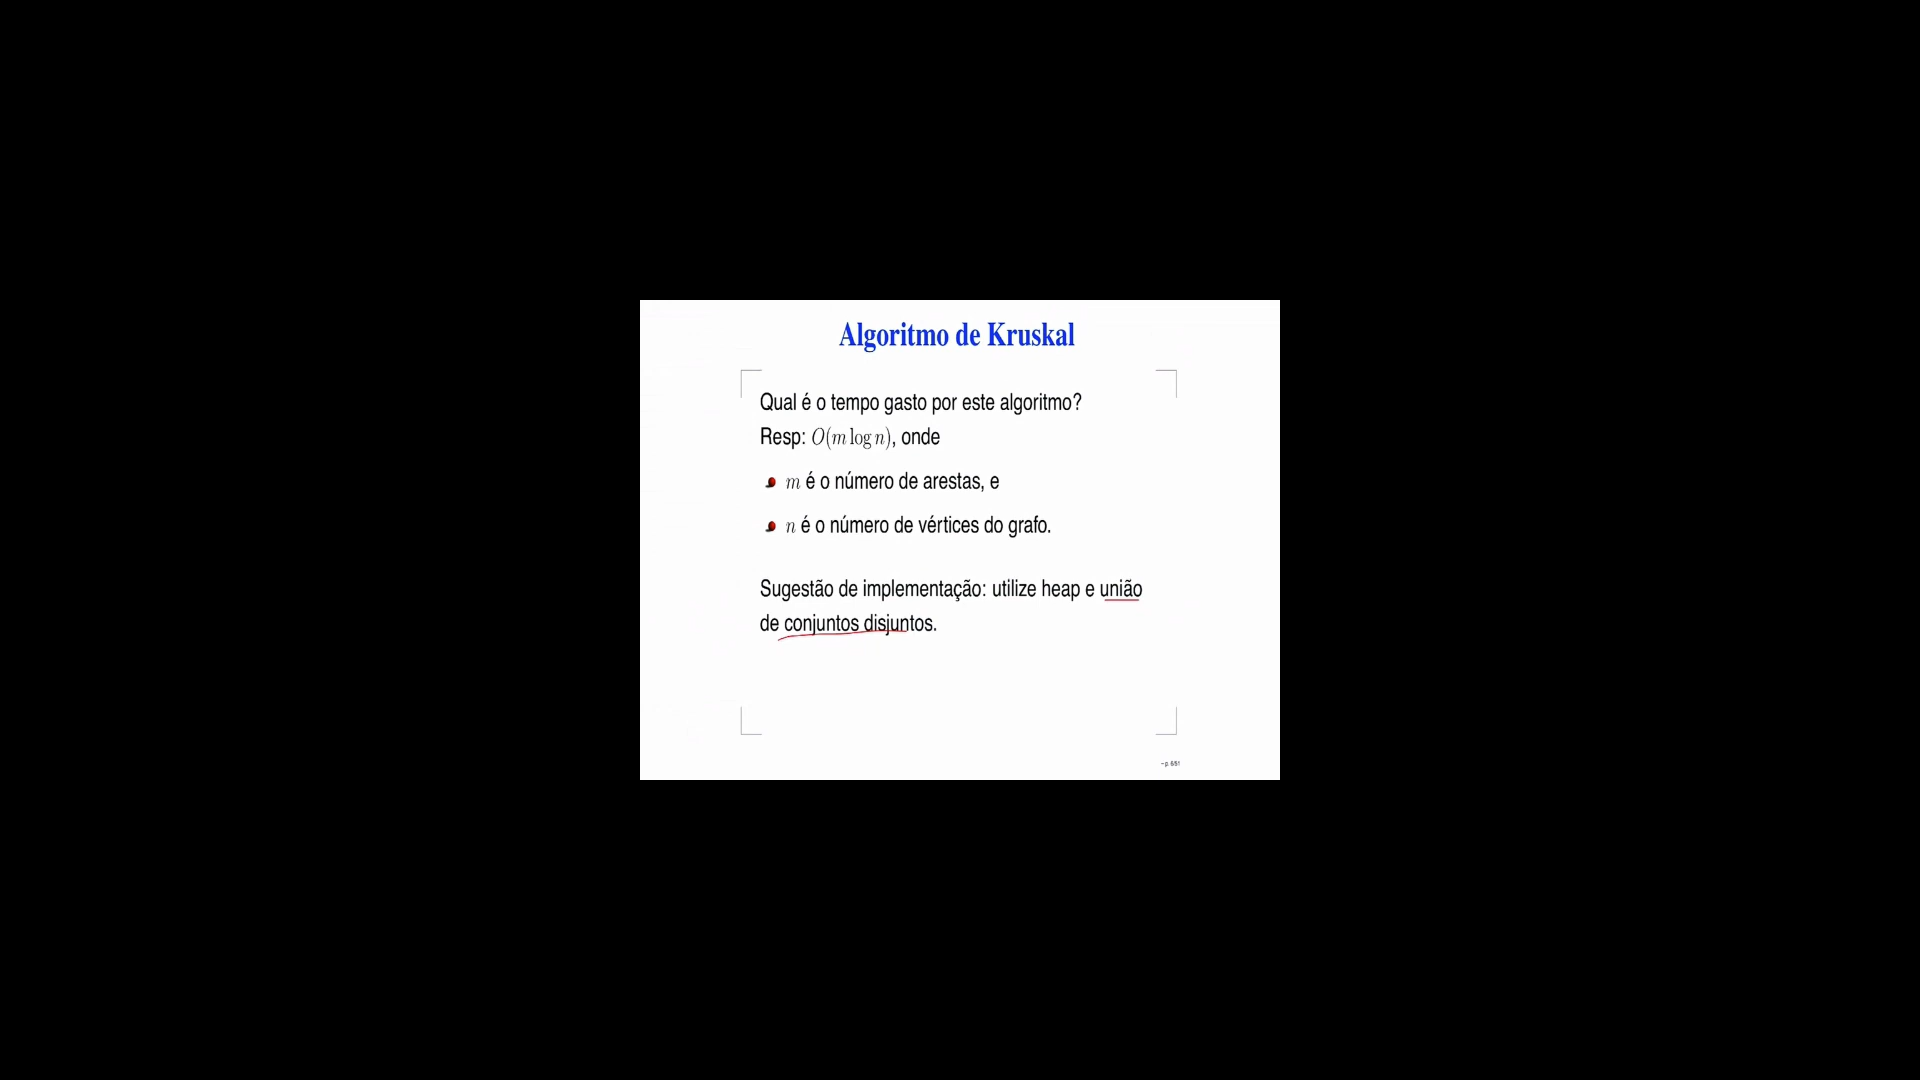 Algoritmo de Kruskal
Qual é o tempo gasto por este algoritmo?
Resp: O(m log n), onde
m é o número de arestas, e
n é o número de vértices do grafo.
Sugestão de implementação: utilize heap e união
de conjuntos disjuntos.